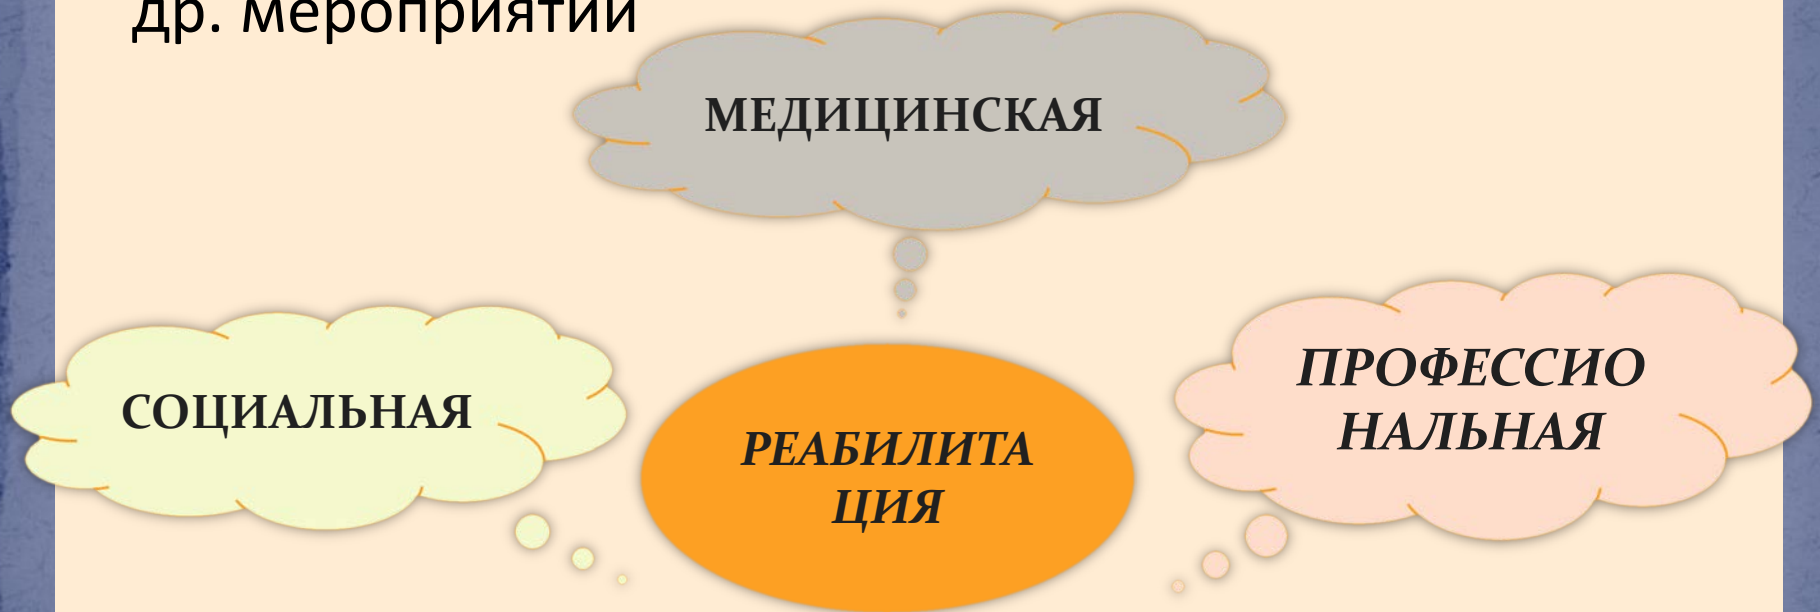 др. мероприятий
МЕДИЦИНСКАЯ
СОЦИАЛЬНАЯ
ПРОФЕССИО
НАЛЬНАЯ
РЕАБИЛИТА
ЦИЯ